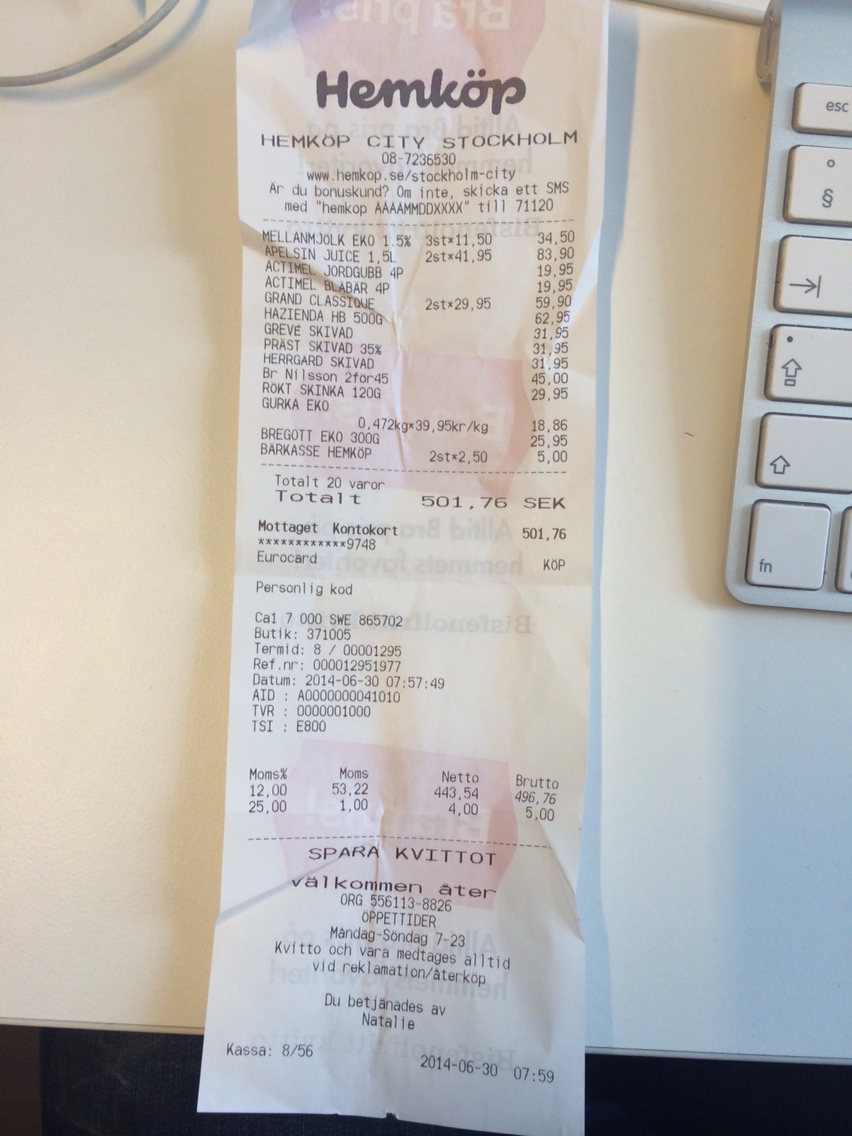 Hemköp
HEMKÖP CITY STOCKHOLM
08-7236530
www.hemkop.se/stockholm-city
Är du bonuskund? Om inte, skicka ett SMS
med "hemkop AAAAMMDDXXXX" till 71120
MELLANMJÖLK EKO 1.5% 3st*11,50 34,50
APELSIN JUICE 1,5L 2st*41,95 83,90
ACTIMEL JORDGUBB 4P 19,95
ACTIMEL BLÅBÄR 4P 19,95
GRAND CLASSIQUE 2st*29,95 59,90
HAZIENDA HB 500G 62,95
GREVÉ SKIVAD 31,95
PRÄST SKIVAD 35% 31,95
HERRGÅRD SKIVAD 31,95
Br Nilsson 2för45 45,00
RÖKT SKINKA 120G 29,95
GURKA EKO
0,472kg*39,95kr/kg 18,86
BREGOTT EKO 300G 25,95
BÄRKASSE HEMKÖP 2st*2,50 5,00
Totalt 20 varor
Totalt 501,76 SEK
Mottaget Kontokort 501,76
************9748
Eurocard KÖP
Personlig kod
Ca1 7 000 SWE 865702
Butik: 371005
Termid: 8 / 00001295
Ref.nr: 000012951977
Datum: 2014-06-30 07:57:49
AID : A0000000041010
TVR : 0000001000
TSI : E800
Moms% Moms Netto Brutto
12,00 53,22 443,54 496,76
25,00 1,00 4,00 5,00
SPARA KVITTOT
välkommen åter
ORG 556113-8826
ÖPPETTIDER
Måndag-Söndag 7-23
Kvitto och vara medtages alltid
vid reklamation/återköp
Du betjänades av
Natalie
Kassa: 8/56 2014-06-30 07:59
esc
°
§
fn